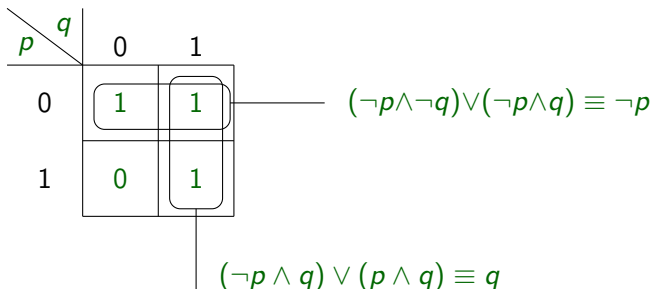 q
p
0 1
0 1 1 (¬p∧¬q)∨(¬p∧q) ≡ ¬p
1 0 1
(¬p ∧ q) ∨ (p ∧ q) ≡ q